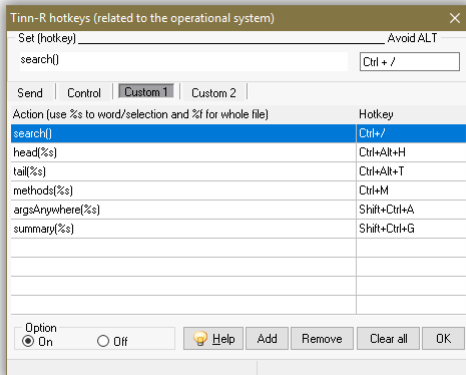 Tinn-R hotkeys (related to the operational system)
Set (hotkey) Avoid ALT
search() Ctrl + /
Send Control Custom 1 Custom 2
Action (use %s to word/selection and %f for whole file) Hotkey
search() Ctrl+/
head(%s) Ctrl+Alt+H
tail(%s) Ctrl+Alt+T
methods(%s) Ctrl+M
argsAnywhere(%s) Shift+Ctrl+A
summary(%s) Shift+Ctrl+G
Option
On Off Help Add Remove Clear all OK